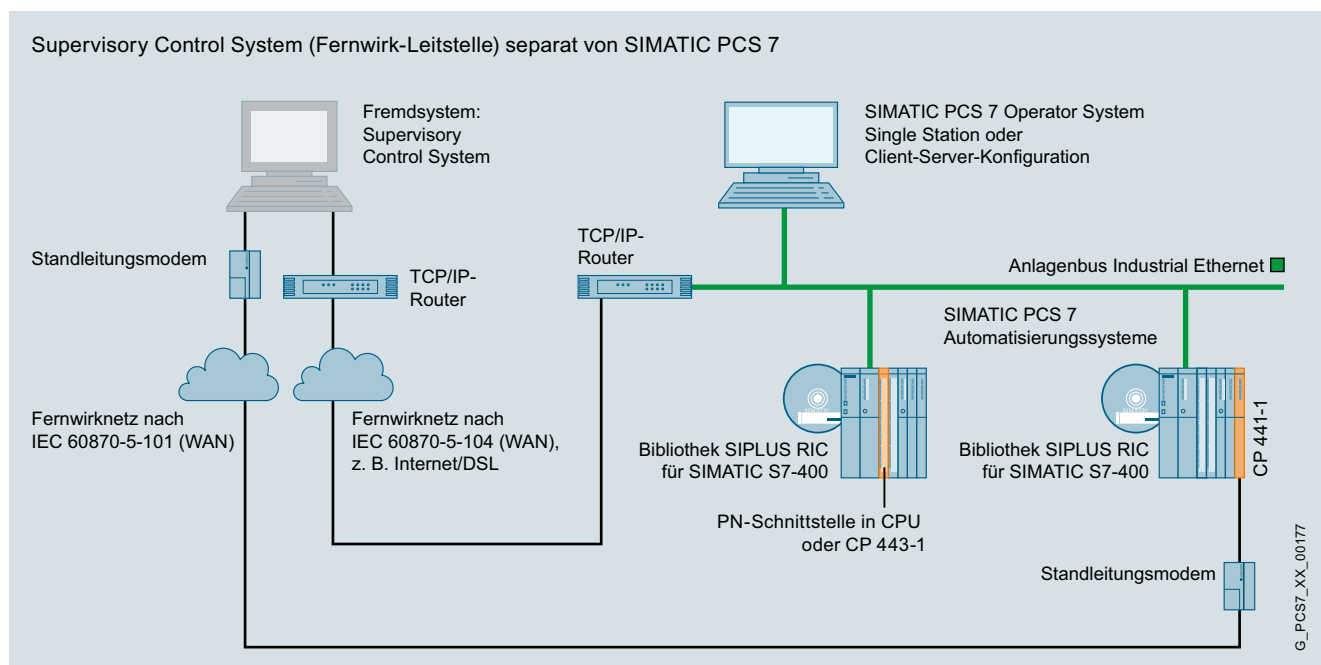 Supervisory Control System (Fernwirk-Leitstelle) separat von SIMATIC PCS 7
Fremdsystem:
Supervisory
Control System
SIMATIC PCS 7 Operator System
Single Station oder
Client-Server-Konfiguration
Standleitungsmodem
TCP/IP-
Router
TCP/IP-
Router
Anlagenbus Industrial Ethernet
SIMATIC PCS 7
Automatisierungssysteme
Fernwirknetz nach
IEC 60870-5-101 (WAN)
Fernwirknetz nach
IEC 60870-5-104 (WAN),
z. B. Internet/DSL
Bibliothek SIPLUS RIC
für SIMATIC S7-400
Bibliothek SIPLUS RIC
für SIMATIC S7-400
CP 441-1
PN-Schnittstelle in CPU
oder CP 443-1
Standleitungsmodem
G_PCS7_XX_00177